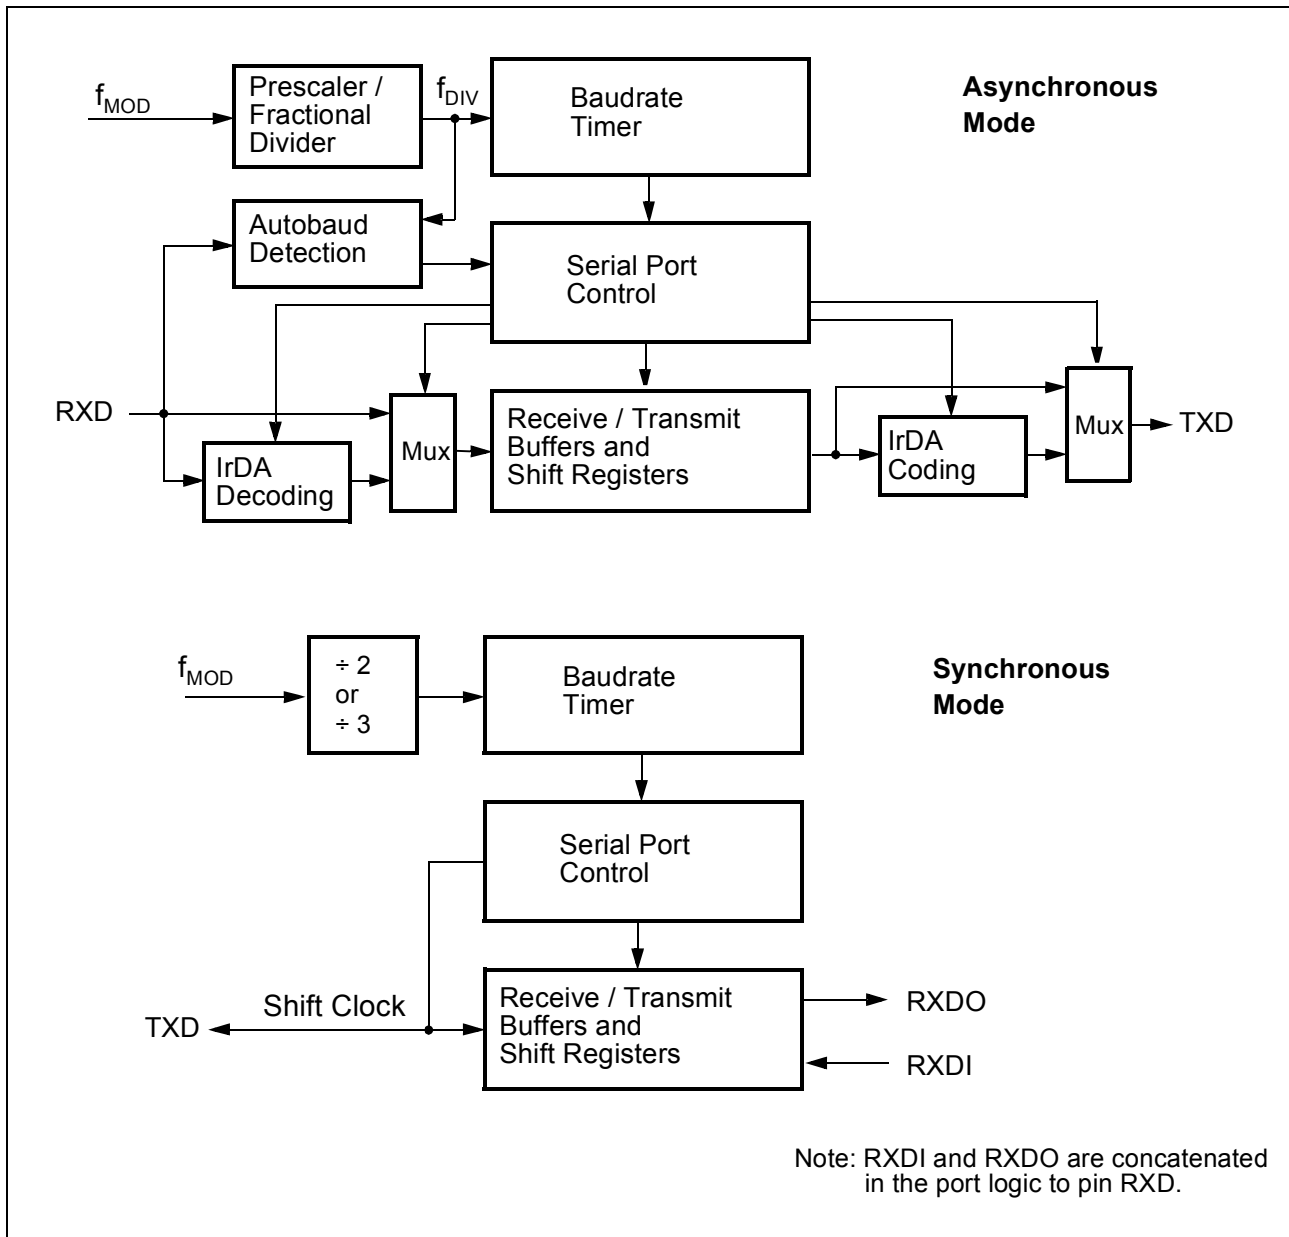 Asynchronous
Mode
fMOD
Prescaler /
Fractional
Divider
fDIV
Baudrate
Timer
Autobaud
Detection
Serial Port
Control
RXD
IrDA
Decoding
Mux
Receive / Transmit
Buffers and
Shift Registers
IrDA
Coding
Mux
TXD
Synchronous
Mode
fMOD
÷ 2
or
÷ 3
Baudrate
Timer
Serial Port
Control
TXD
Shift Clock
Receive / Transmit
Buffers and
Shift Registers
RXDO
RXDI
Note: RXDI and RXDO are concatenated
in the port logic to pin RXD.